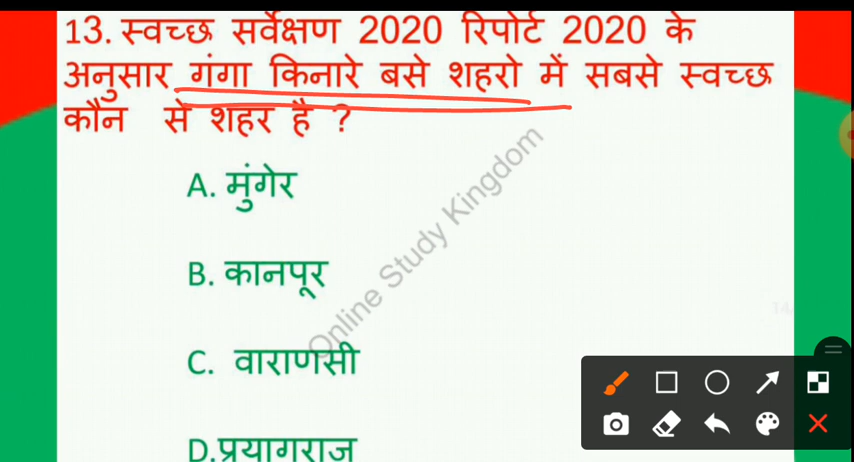 13. स्वच्छ सर्वेक्षण 2020 रिपोर्ट 2020 के
अनुसार गंगा किनारे बसे शहरो में सबसे स्वच्छ
कौन से शहर है ?
A. मुंगेर
B. कानपूर
C. वाराणसी
D.प्रयागराज
Online Study Kingdom